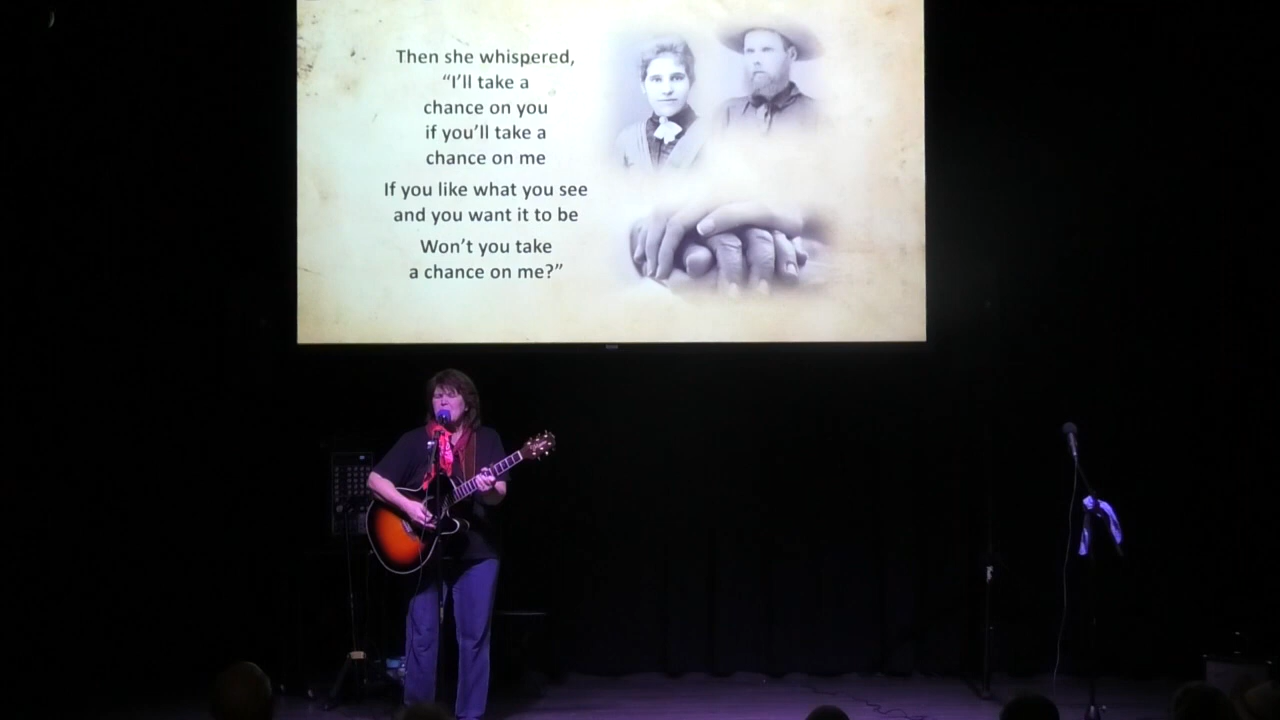 Then she whispered,
“I’ll take a
chance on you
if you’ll take a
chance on me
If you like what you see
and you want it to be
Won’t you take
a chance on me?”